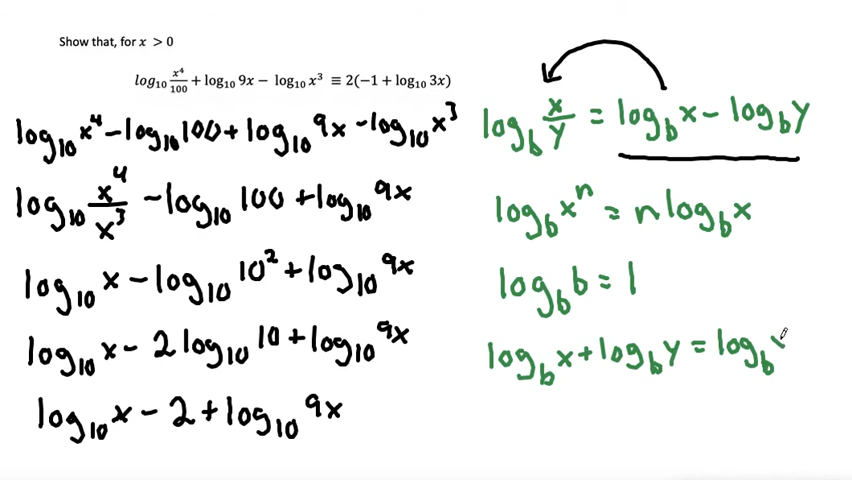 Show that, for x > 0
log₁₀ x⁴/100 + log₁₀ 9x − log₁₀ x³ ≡ 2(−1 + log₁₀ 3x)
log₁₀ x⁴ − log₁₀ 100 + log₁₀ 9x − log₁₀ x³
log₁₀ x⁴/x³ − log₁₀ 100 + log₁₀ 9x
log₁₀ x − log₁₀ 10² + log₁₀ 9x
log₁₀ x − 2 log₁₀ 10 + log₁₀ 9x
log₁₀ x − 2 + log₁₀ 9x
log_b x/y = log_b x − log_b y
log_b xⁿ = n log_b x
log_b b = 1
log_b x + log_b y = log_b